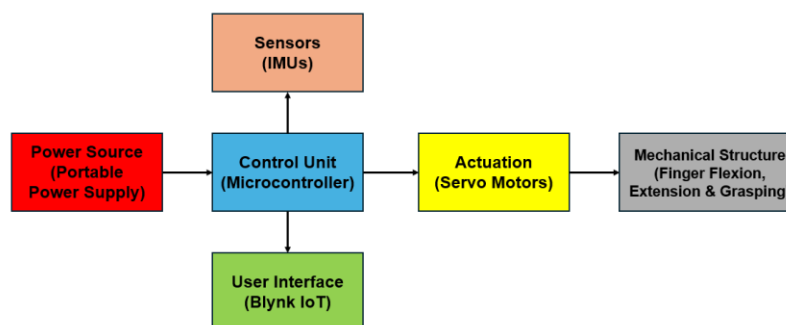 Sensors
(IMUs)
Power Source
(Portable
Power Supply)
Control Unit
(Microcontroller)
Actuation
(Servo Motors)
Mechanical Structure
(Finger Flexion,
Extension & Grasping
User Interface
(Blynk IoT)